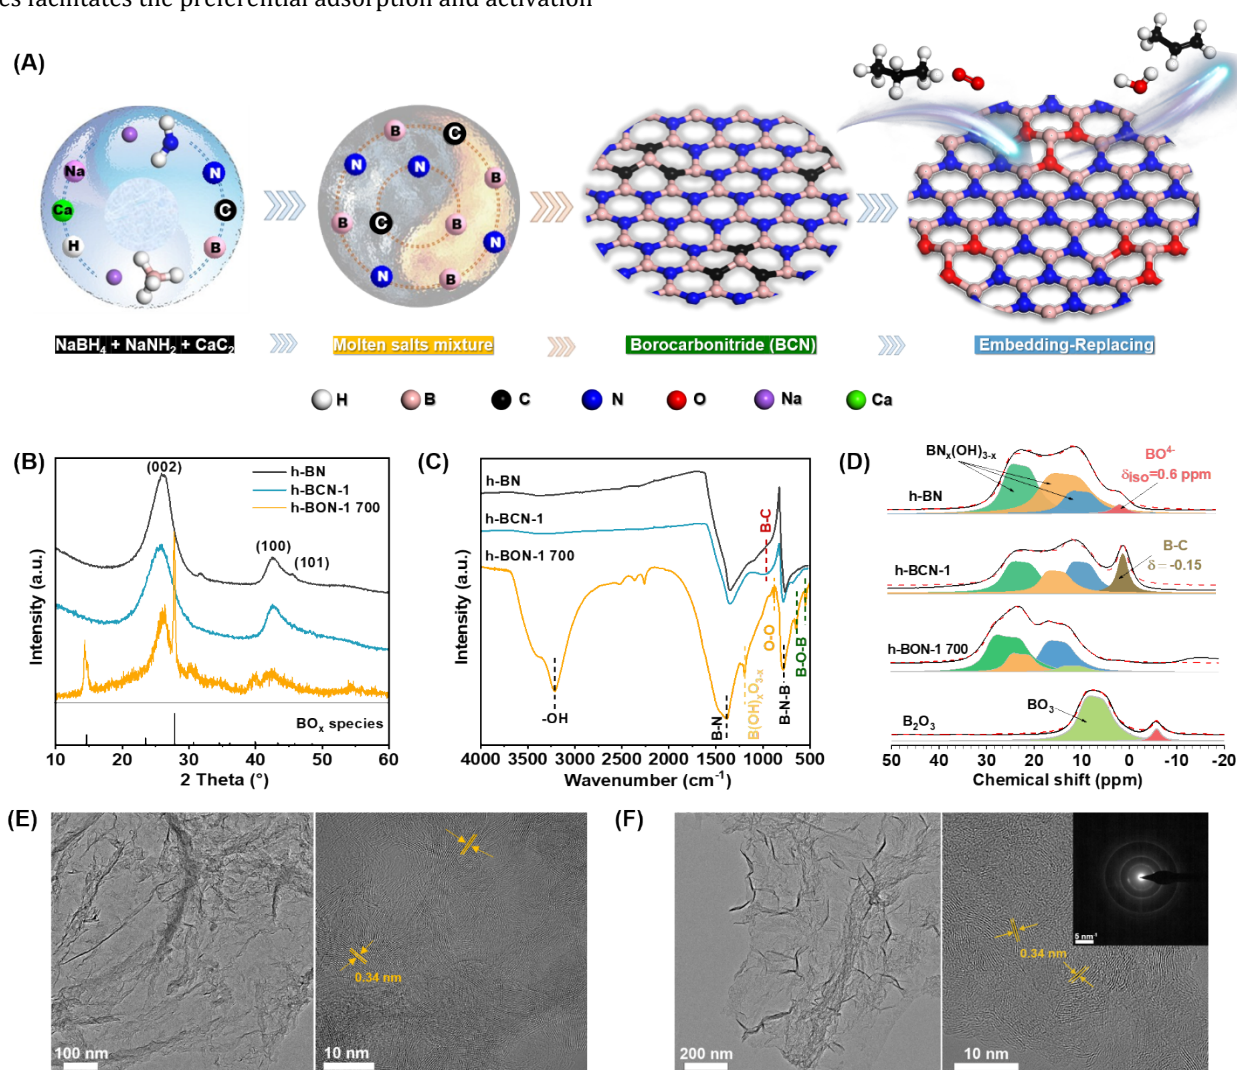 es facilitates the preferential adsorption and activation
(A)
Na
Ca
H
N
C
B
B
C
N
N
B
B
C
B
N
N
B
NaBH4 + NaNH2 + CaC2
Molten salts mixture
Borocarbonitride (BCN)
Embedding-Replacing
H
B
C
N
O
Na
Ca
(B)
(002)
h-BN
h-BCN-1
h-BON-1 700
(100)
(101)
Intensity (a.u.)
BOx species
10 20 30 40 50 60
2 Theta (°)
(C)
h-BN
h-BCN-1
h-BON-1 700
B-C
O-O
B-O-B
-OH
B-N
B(OH)xO3-x
B-N-B
Intensity (a.u.)
4000 3500 3000 2500 2000 1500 1000 500
Wavenumber (cm-1)
(D)
BNx(OH)3-x
BO4-
δiso=0.6 ppm
h-BN
B-C
δ= -0.15
h-BCN-1
h-BON-1 700
BO3
B2O3
50 40 30 20 10 0 -10 -20
Chemical shift (ppm)
(E)
0.34 nm
100 nm
10 nm
(F)
0.34 nm
5 nm-1
200 nm
10 nm